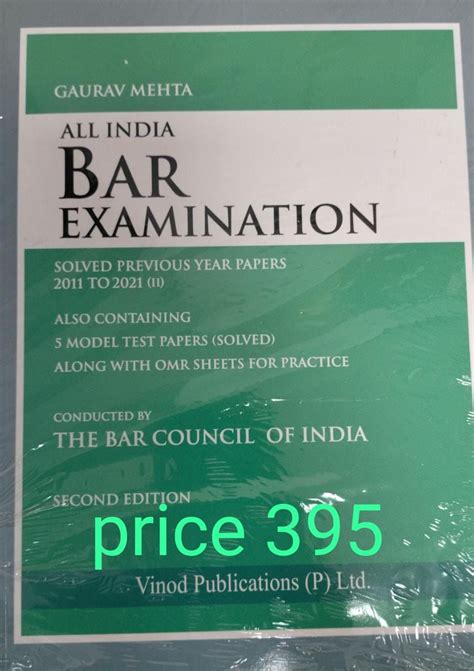 GAURAV MEHTA
ALL INDIA
BAR
EXAMINATION
SOLVED PREVIOUS YEAR PAPERS
2011 TO 2021 (II)
ALSO CONTAINING
5 MODEL TEST PAPERS (SOLVED)
ALONG WITH OMR SHEETS FOR PRACTICE
CONDUCTED BY
THE BAR COUNCIL OF INDIA
SECOND EDITION
price 395
Vinod Publications (P) Ltd.